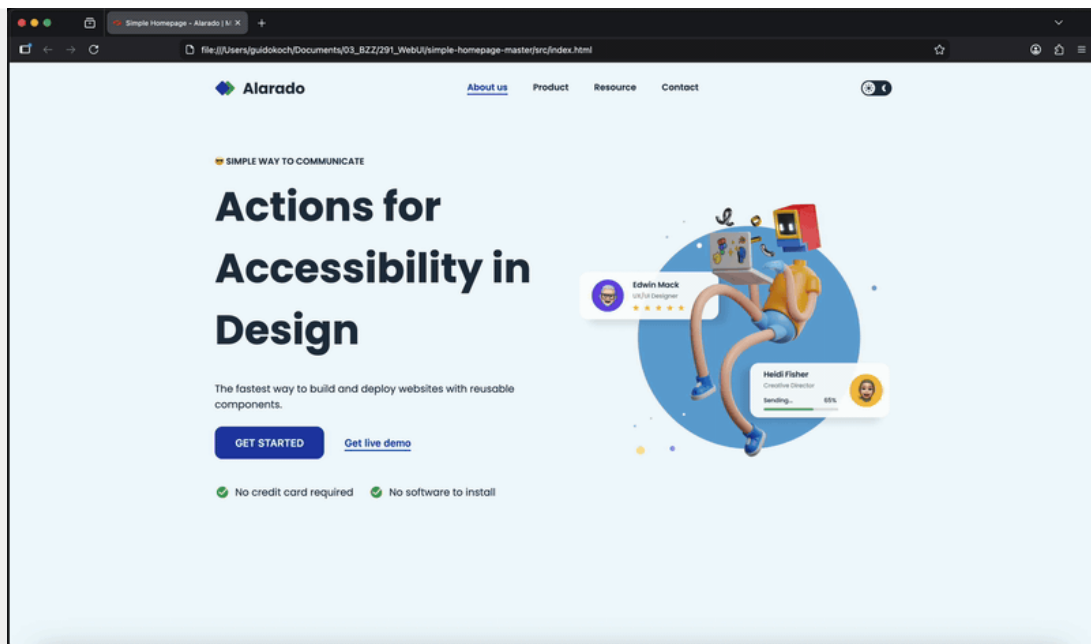 Simple Homepage - Alarado | M
file:///Users/guidokoch/Documents/03_BZZ/291_WebUI/simple-homepage-master/src/index.html
Alarado
About us Product Resource Contact
SIMPLE WAY TO COMMUNICATE
Actions for
Accessibility in
Design
Edwin Mack
UX/UI Designer
Heidi Fisher
Creative Director
Sending... 85%
The fastest way to build and deploy websites with reusable
components.
GET STARTED Get live demo
No credit card required No software to install